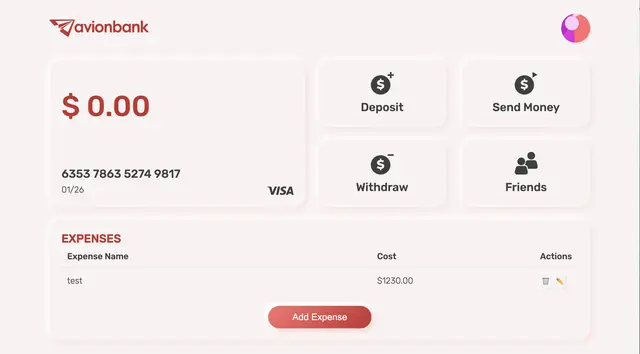 avionbank
$ 0.00
6353 7863 5274 9817
01/26
VISA
Deposit
Send Money
Withdraw
Friends
EXPENSES
Expense Name Cost Actions
test $1230.00
Add Expense